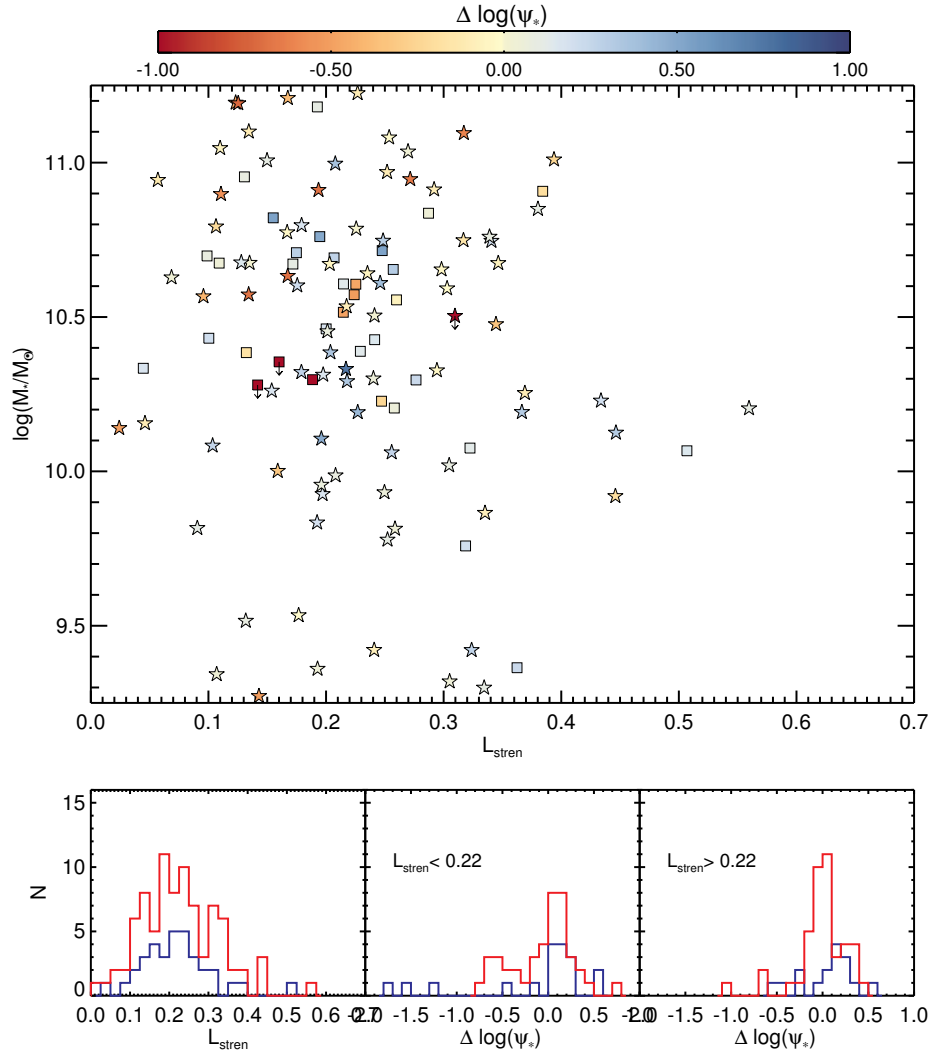 Δ log(ψ*)
-1.00 -0.50 0.00 0.50 1.00
log(M*/M⊙)
11.0
10.5
10.0
9.5
0.0 0.1 0.2 0.3 0.4 0.5 0.6 0.7
Lstren
N
15
10
5
0
Lstren < 0.22
Lstren > 0.22
0.0 0.1 0.2 0.3 0.4 0.5 0.6 -1.5 -1.0 -0.5 0.0 0.5 -1.5 -1.0 -0.5 0.0 0.5 1.0
Lstren
Δ log(ψ*)
Δ log(ψ*)